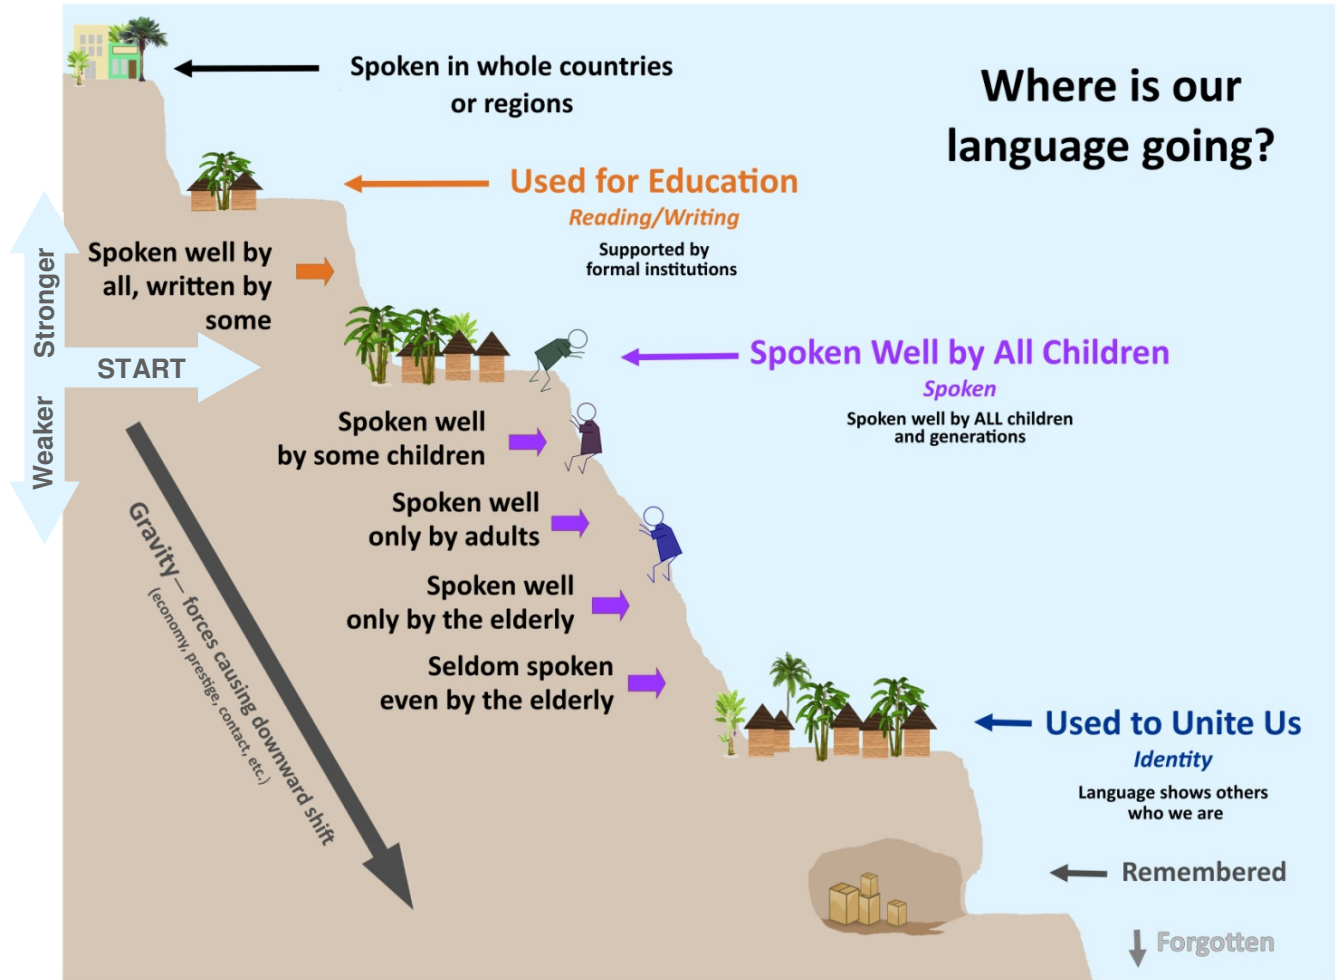 Where is our
language going?
Spoken in whole countries
or regions
Used for Education
Reading/Writing
Supported by
formal institutions
Spoken well by
all, written by
some
Stronger
START
Weaker
Spoken Well by All Children
Spoken
Spoken well by ALL children
and generations
Spoken well
by some children
Spoken well
only by adults
Spoken well
only by the elderly
Seldom spoken
even by the elderly
Gravity— forces causing downward shift
(economy, prestige, contact, etc.)
Used to Unite Us
Identity
Language shows others
who we are
Remembered
Forgotten